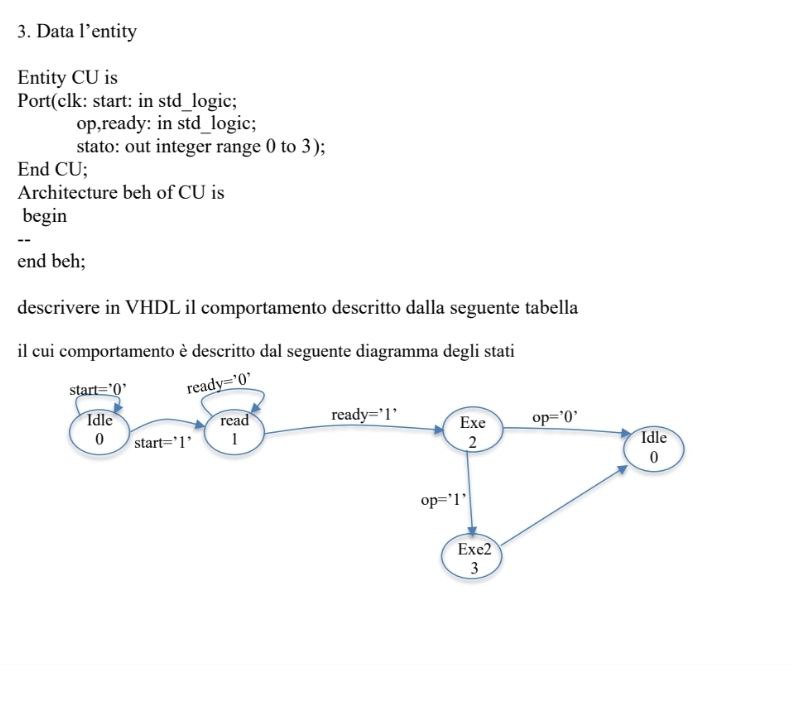 3. Data l’entity
Entity CU is
Port(clk: start: in std_logic;
op,ready: in std_logic;
stato: out integer range 0 to 3);
End CU;
Architecture beh of CU is
begin
--
end beh;
descrivere in VHDL il comportamento descritto dalla seguente tabella
il cui comportamento è descritto dal seguente diagramma degli stati
start=’0’
ready=’0’
Idle
0
start=’1’
read
1
ready=’1’
Exe
2
op=’0’
Idle
0
op=’1’
Exe2
3